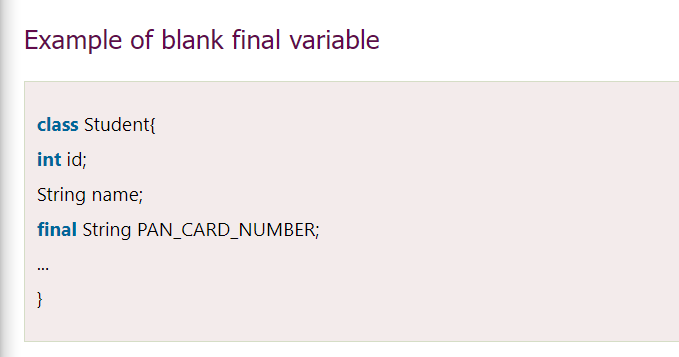 Example of blank final variable
class Student{
int id;
String name;
final String PAN_CARD_NUMBER;
...
}